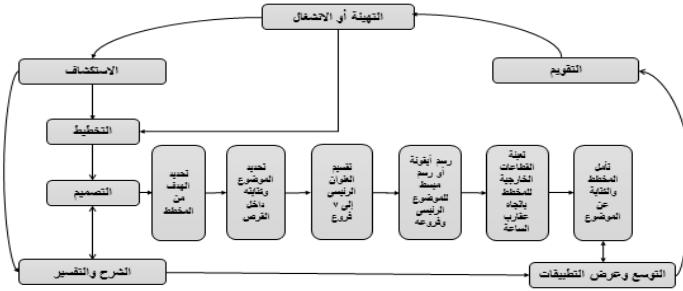 التهيئة أو الانشغال
الاستكشاف
التقويم
التخطيط
التصميم
تحديد
الهدف
من
المخطط
تحديد
الموضوع
وكتابته
داخل
القرص
تقسيم
العنوان
الرئيسي
إلى ٧
فروع
رسم أيقونة
أو رسم
مبسط
للموضوع
الرئيسي
وفروعه
تعبئة
القطاعات
الخارجية
للمخطط
باتجاه
عقارب
الساعة
تأمل
المخطط
والكتابة
عن
الموضوع
الشرح والتفسير
التوسع وعرض التطبيقات